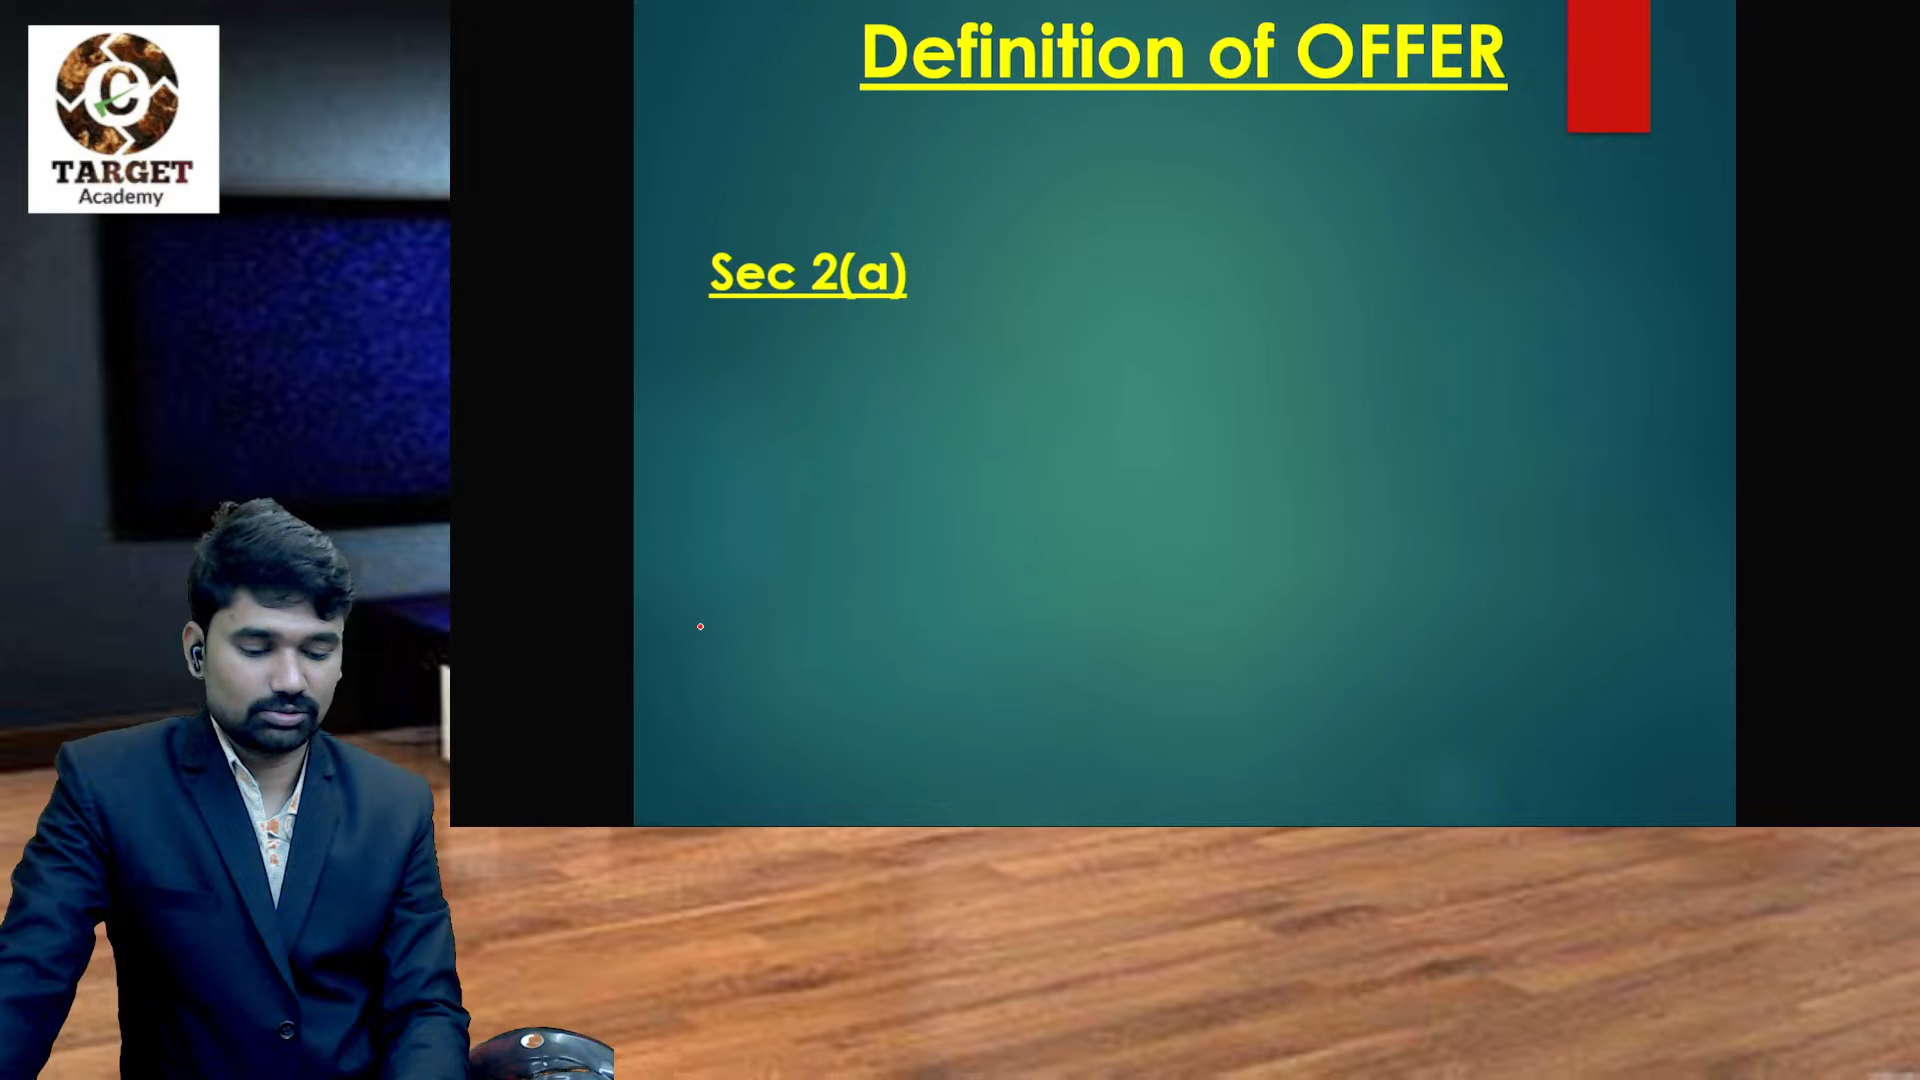 C
TARGET
Academy
Definition of OFFER
Sec 2(a)